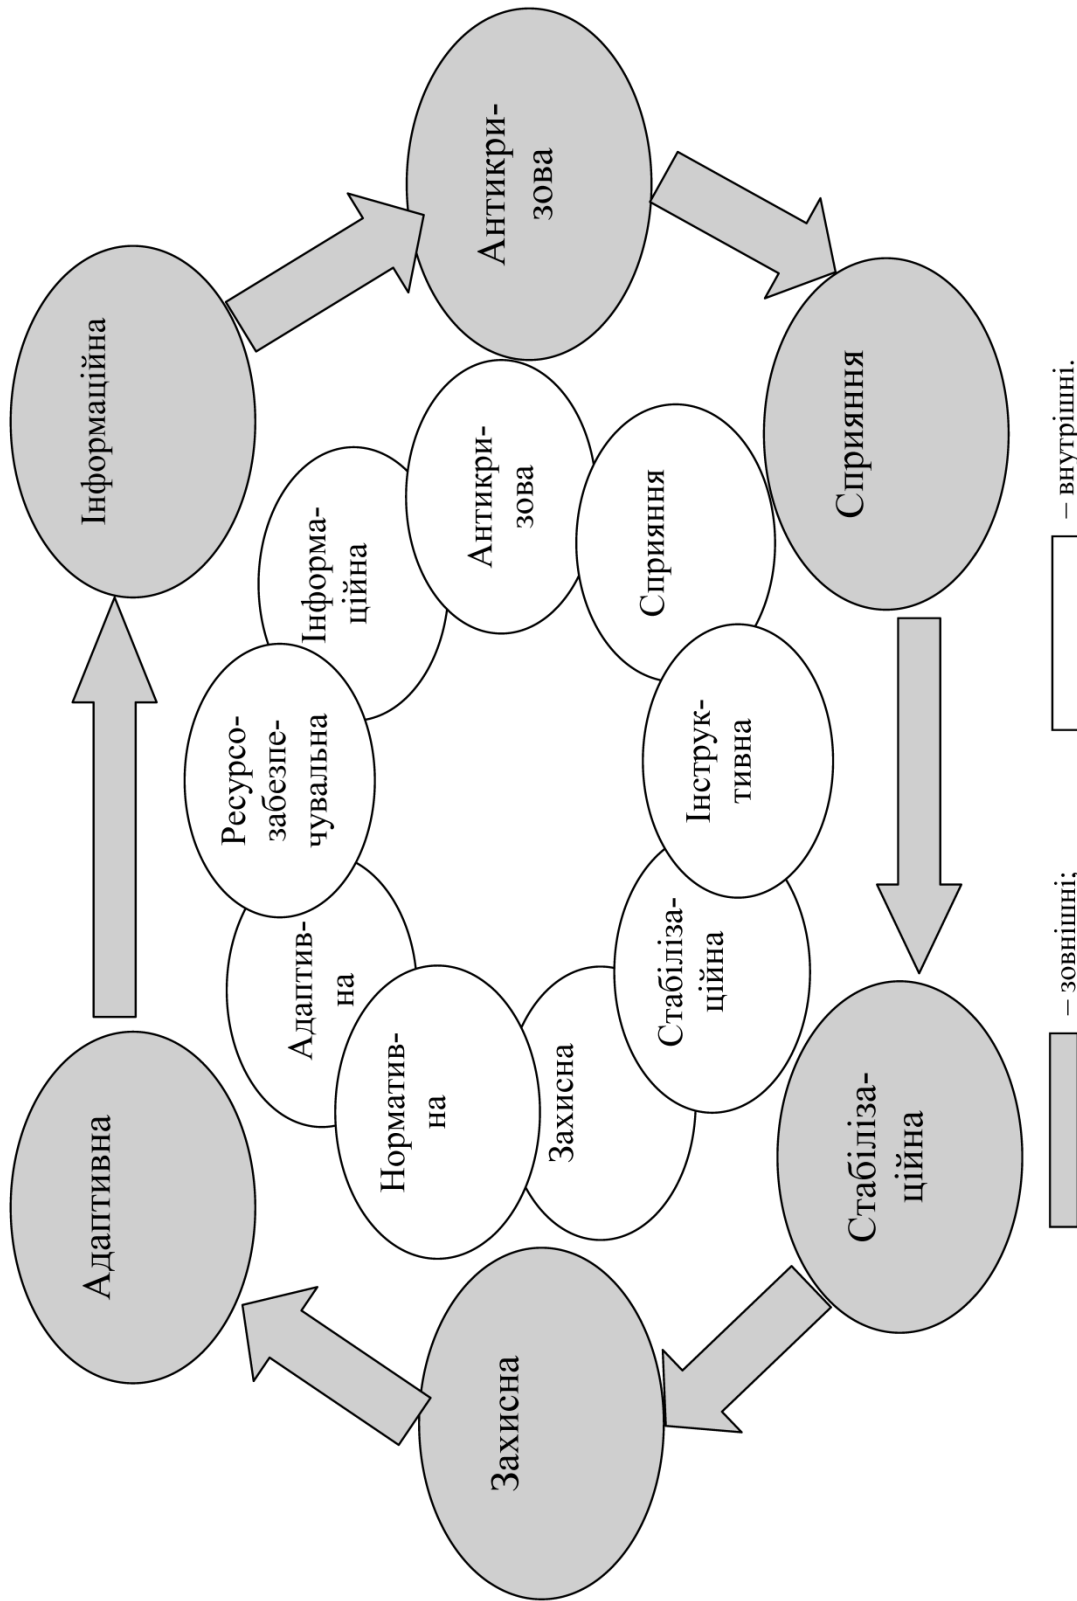 Адаптивна
Інформаційна
Ресурсо-
забезпе-
чувальна
Адаптив-
на
Інформа-
ційна
Норматив-
на
Антикри-
зова
Антикри-
зова
Захисна
Захисна
Сприяння
Стабіліза-
ційна
Інструк-
тивна
Стабіліза-
ційна
Сприяння
– зовнішні;
– внутрішні.